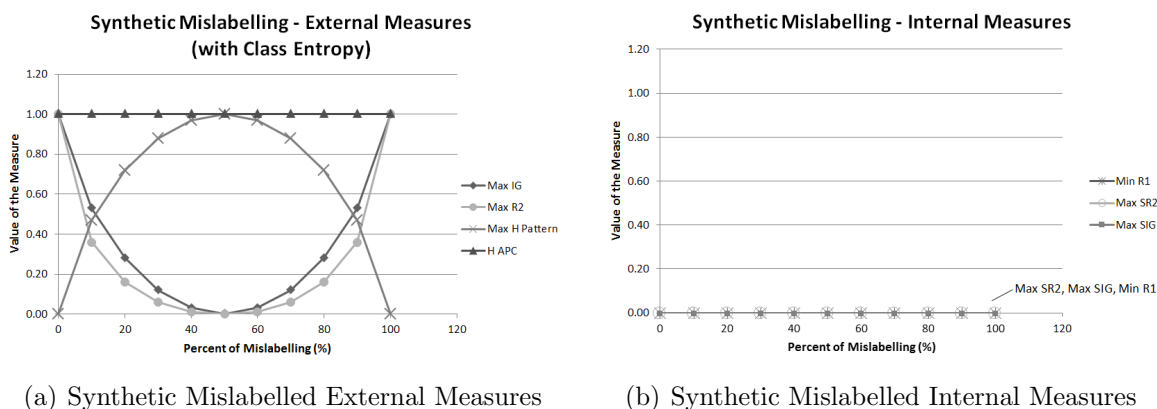 Synthetic Mislabelling - External Measures
(with Class Entropy)
Value of the Measure
1.20
1.00
0.80
0.60
0.40
0.20
0.00
0
20
40
60
80
100
120
Percent of Mislabelling (%)
Max IG
Max R2
Max H Pattern
H APC
(a) Synthetic Mislabelled External Measures
Synthetic Mislabelling - Internal Measures
Value of the Measure
1.20
1.00
0.80
0.60
0.40
0.20
0.00
0
20
40
60
80
100
120
Percent of Mislabelling (%)
Min R1
Max SR2
Max SIG
Max SR2, Max SIG, Min R1
(b) Synthetic Mislabelled Internal Measures